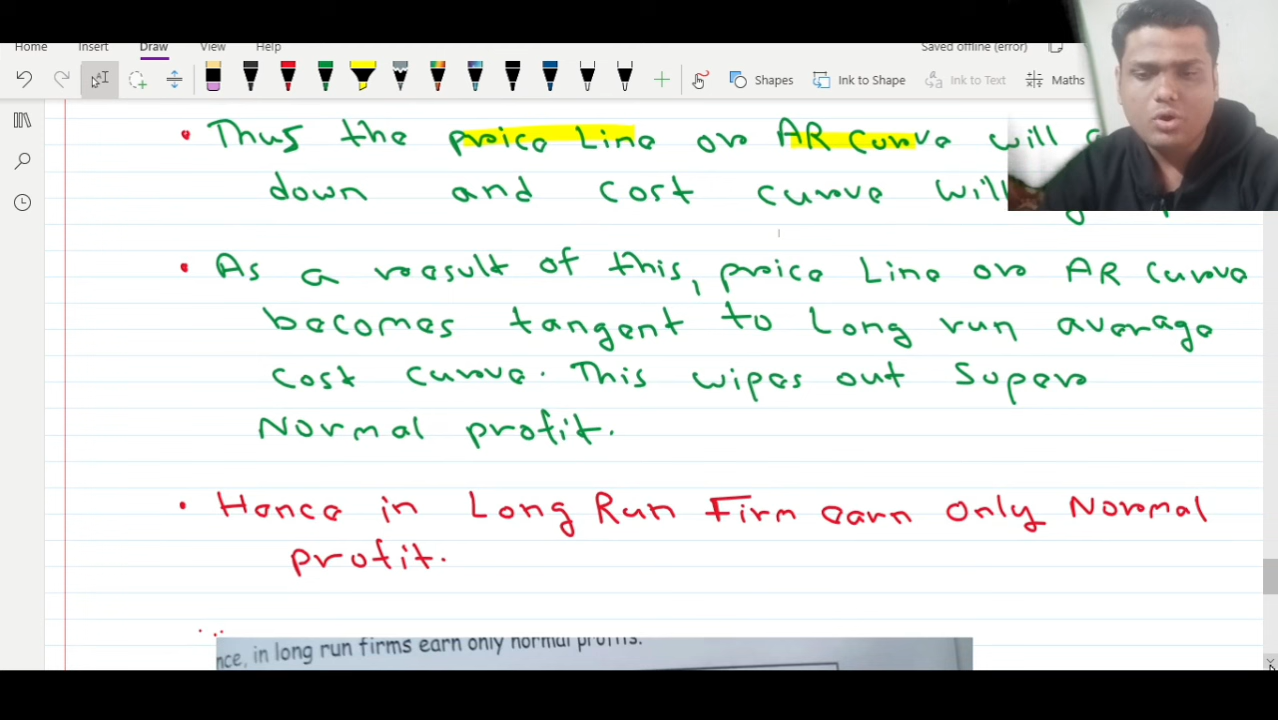 Home Insert Draw View Help Saved offline (error)
Shapes Ink to Shape Ink to Text Maths
• Thus the price Line or AR Curve will
down and cost curve will
• As a result of this, price Line or AR Curve
becomes tangent to Long run average
cost curve. This wipes out Super
Normal profit.
• Hence in Long Run Firm earn Only Normal
profit.
nce, in long run firms earn only normal profits.